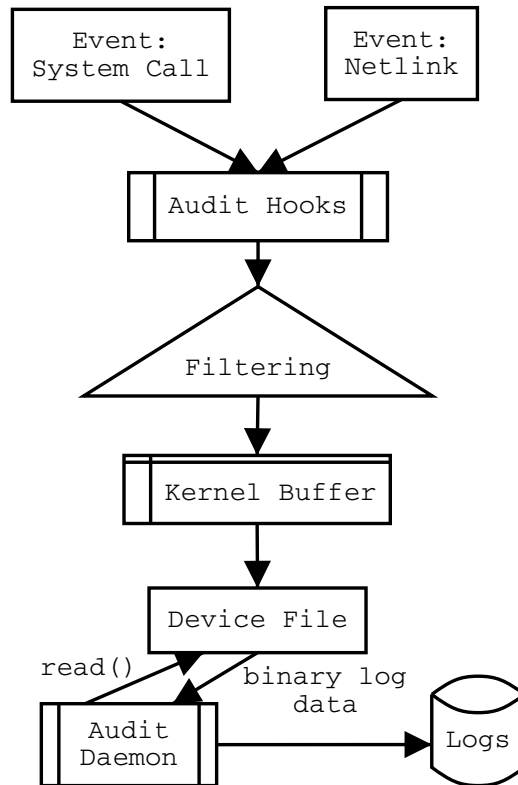 Event:
System Call
Event:
Netlink
Audit Hooks
Filtering
Kernel Buffer
Device File
read()
binary log
data
Audit
Daemon
Logs